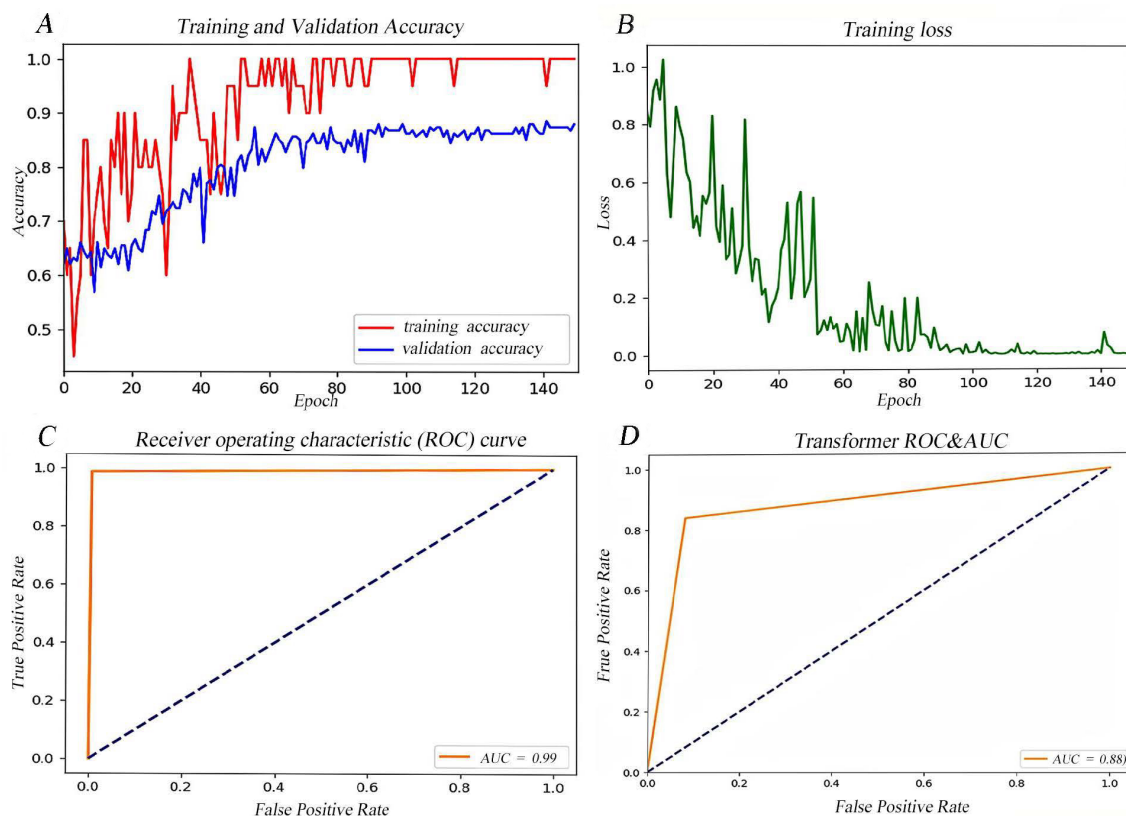 A
Training and Validation Accuracy
1.0
0.9
0.8
0.7
0.6
0.5
Accuracy
training accuracy
validation accuracy
0 20 40 60 80 100 120 140
Epoch
B
Training loss
1.0
0.8
0.6
0.4
0.2
0.0
Loss
0 20 40 60 80 100 120 140
Epoch
C
Receiver operating characteristic (ROC) curve
1.0
0.8
0.6
0.4
0.2
0.0
True Positive Rate
AUC = 0.99
0.0 0.2 0.4 0.6 0.8 1.0
False Positive Rate
D
Transformer ROC&AUC
1.0
0.8
0.6
0.4
0.2
0.0
Frue Positive Rate
AUC = 0.88)
0.0 0.2 0.4 0.6 0.8 1.0
False Positive Rate